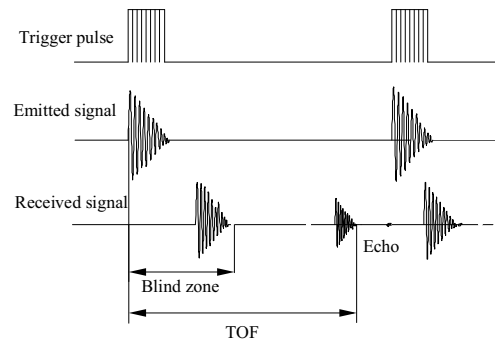 Trigger pulse
Emitted signal
Received signal
Echo
Blind zone
TOF